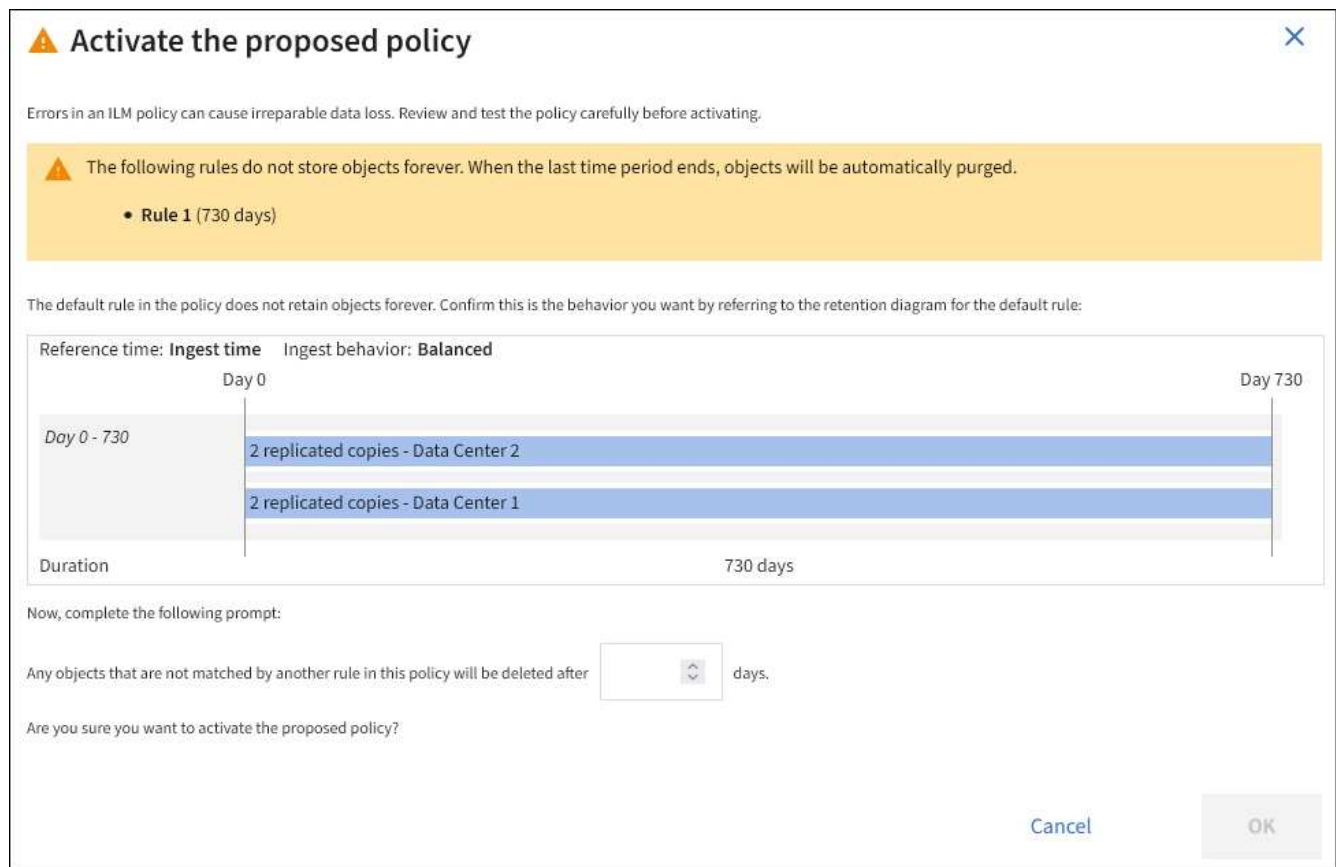 Activate the proposed policy
Errors in an ILM policy can cause irreparable data loss. Review and test the policy carefully before activating.
The following rules do not store objects forever. When the last time period ends, objects will be automatically purged.
• Rule 1 (730 days)
The default rule in the policy does not retain objects forever. Confirm this is the behavior you want by referring to the retention diagram for the default rule:
Reference time: Ingest time Ingest behavior: Balanced
Day 0 Day 730
Day 0 - 730
2 replicated copies - Data Center 2
2 replicated copies - Data Center 1
Duration 730 days
Now, complete the following prompt:
Any objects that are not matched by another rule in this policy will be deleted after days.
Are you sure you want to activate the proposed policy?
Cancel OK